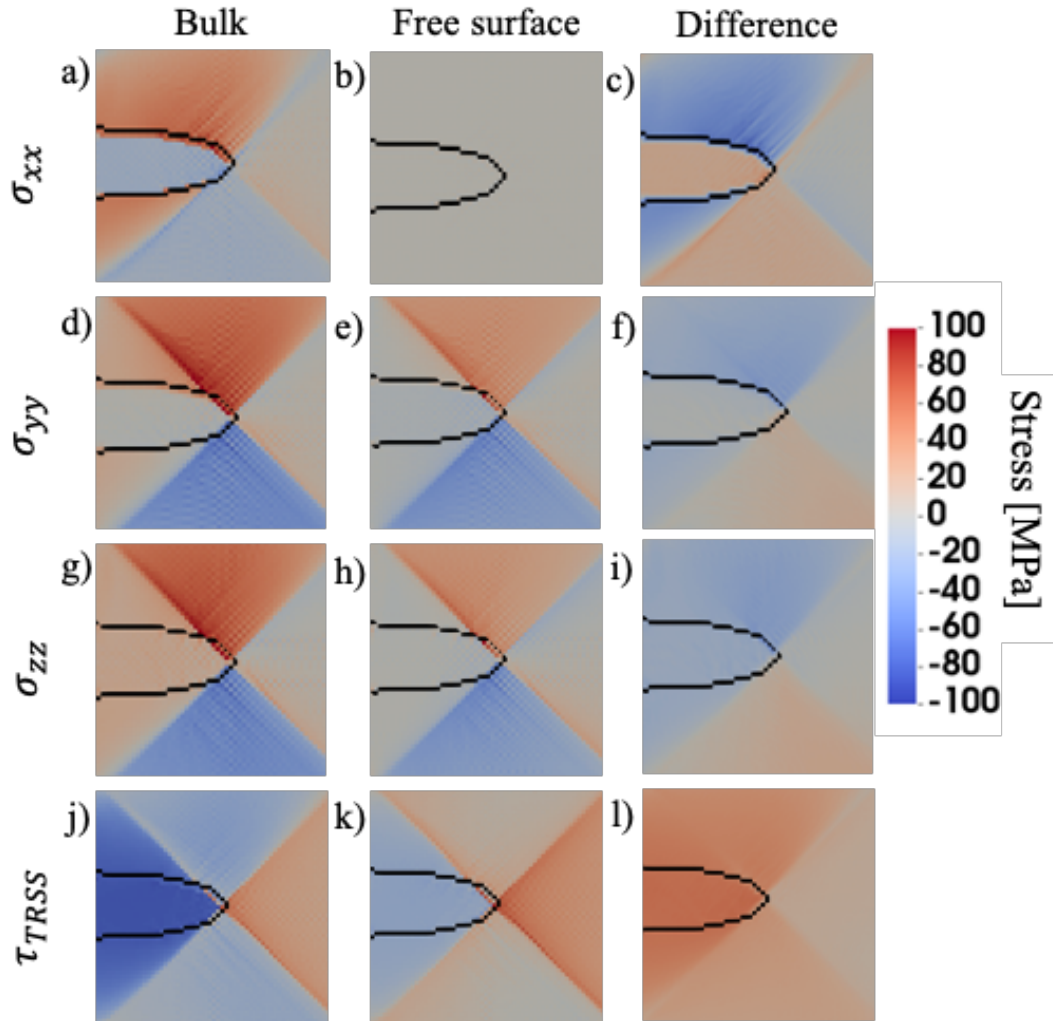 Bulk Free surface Difference
a) b) c)
σxx
d) e) f)
σyy
g) h) i)
σzz
j) k) l)
τTRSS
100
80
60
40
20
0
-20
-40
-60
-80
-100
Stress [MPa]